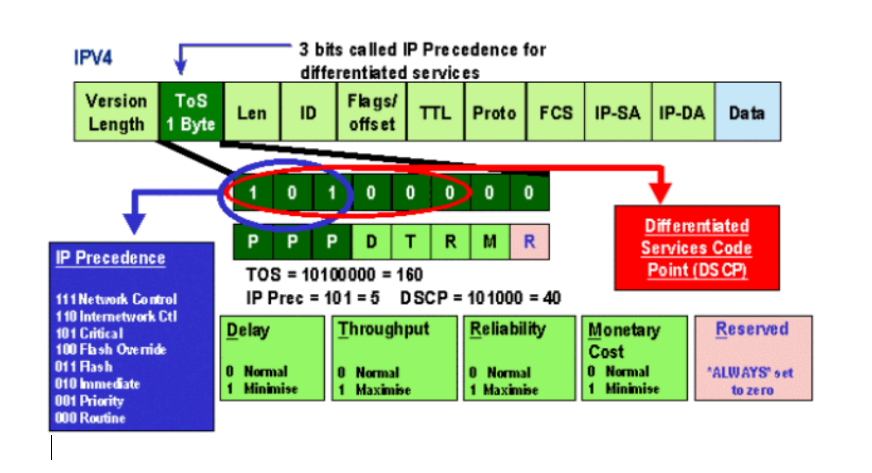 3 bits called IP Precedence for
differentiated services
IPV4
Version Length
ToS 1 Byte
Len
ID
Flags/ offset
TTL
Proto
FCS
IP-SA
IP-DA
Data
1 0 1 0 0 0 0 0
P P P D T R M R
Differentiated
Services Code
Point (DSCP)
TOS = 10100000 = 160
IP Prec = 101 = 5 DSCP = 101000 = 40
IP Precedence
111 Network Control
110 Internetwork Ctl
101 Critical
100 Flash Override
011 Flash
010 Immediate
001 Priority
000 Routine
Delay
0 Normal
1 Minimise
Throughput
0 Normal
1 Maximise
Reliability
0 Normal
1 Maximise
Monetary
Cost
0 Normal
1 Minimise
Reserved
*ALWAYS* set
to zero